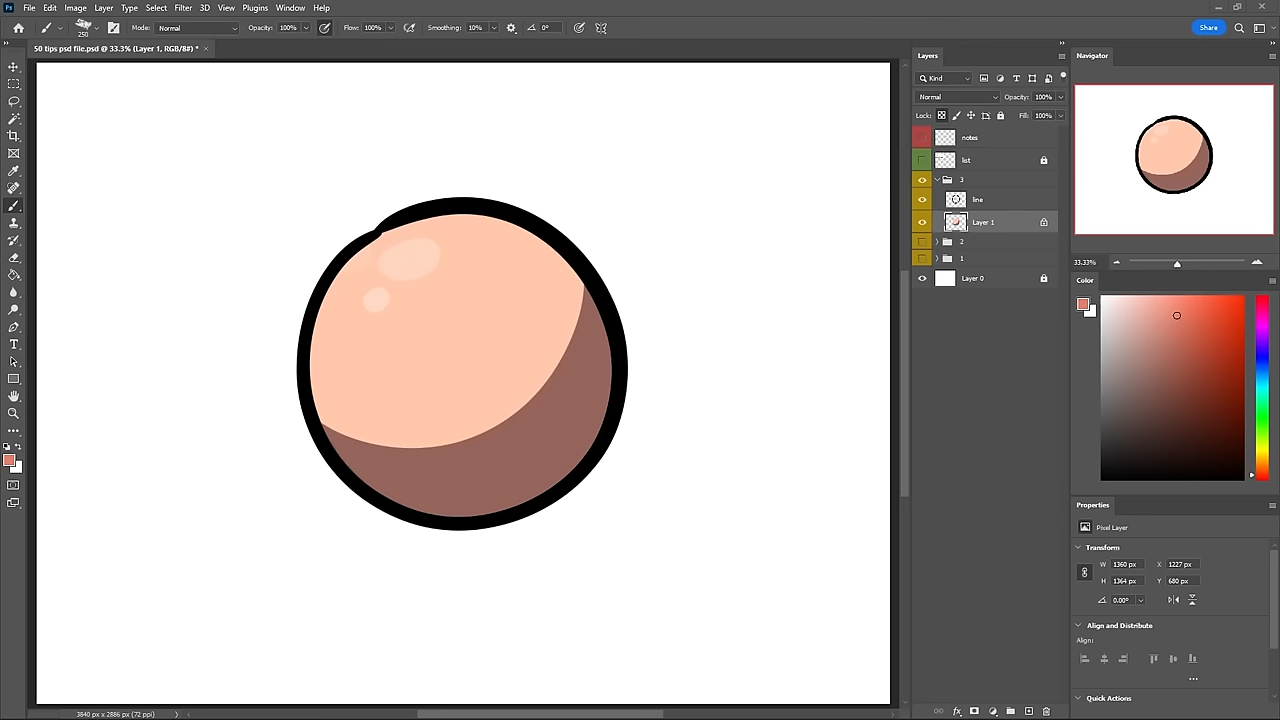 Ps File Edit Image Layer Type Select Filter 3D View Plugins Window Help
250 Mode: Normal Opacity: 100% Flow: 100% Smoothing: 10% 0° Share
50 tips psd file.psd @ 33.3% (Layer 1, RGB/8#) * ×
Layers
Kind
Normal Opacity: 100%
Lock: Fill: 100%
notes
list
3
line
Layer 1
2
1
Layer 0
Navigator
33.33%
Color
Properties
Pixel Layer
Transform
W 1360 px X 1227 px
H 1364 px Y 680 px
0.00°
Align and Distribute
Align:
Quick Actions
3840 px x 2886 px (72 ppi)